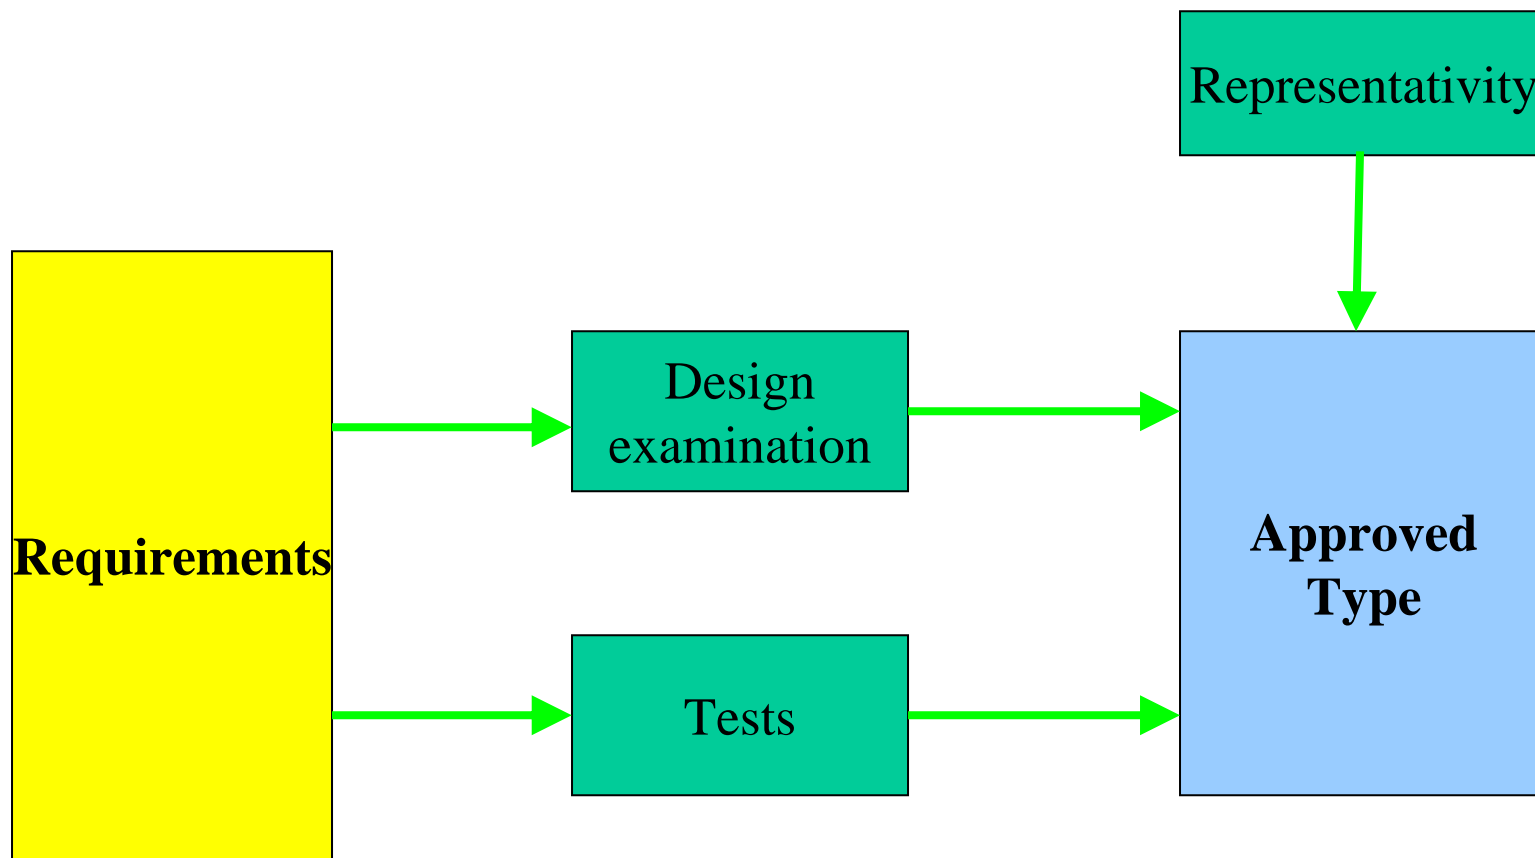 Representativity
Design
examination
Requirements
Approved
Type
Tests